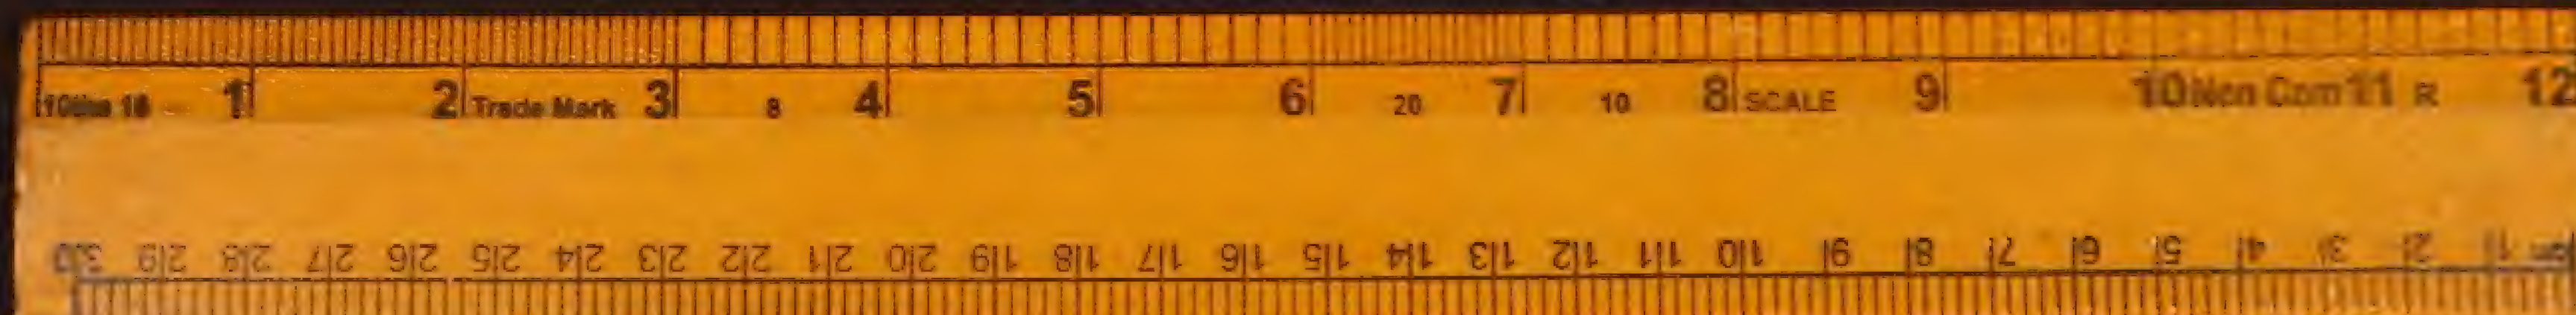 10ths 16 1 2 Trade Mark 3 8 4 5 6 20 7 10 8 SCALE 9 10 Non Com 11 R 12
cm 1 2 3 4 5 6 7 8 9 10 11 12 13 14 15 16 17 18 19 20 21 22 23 24 25 26 27 28 29 30